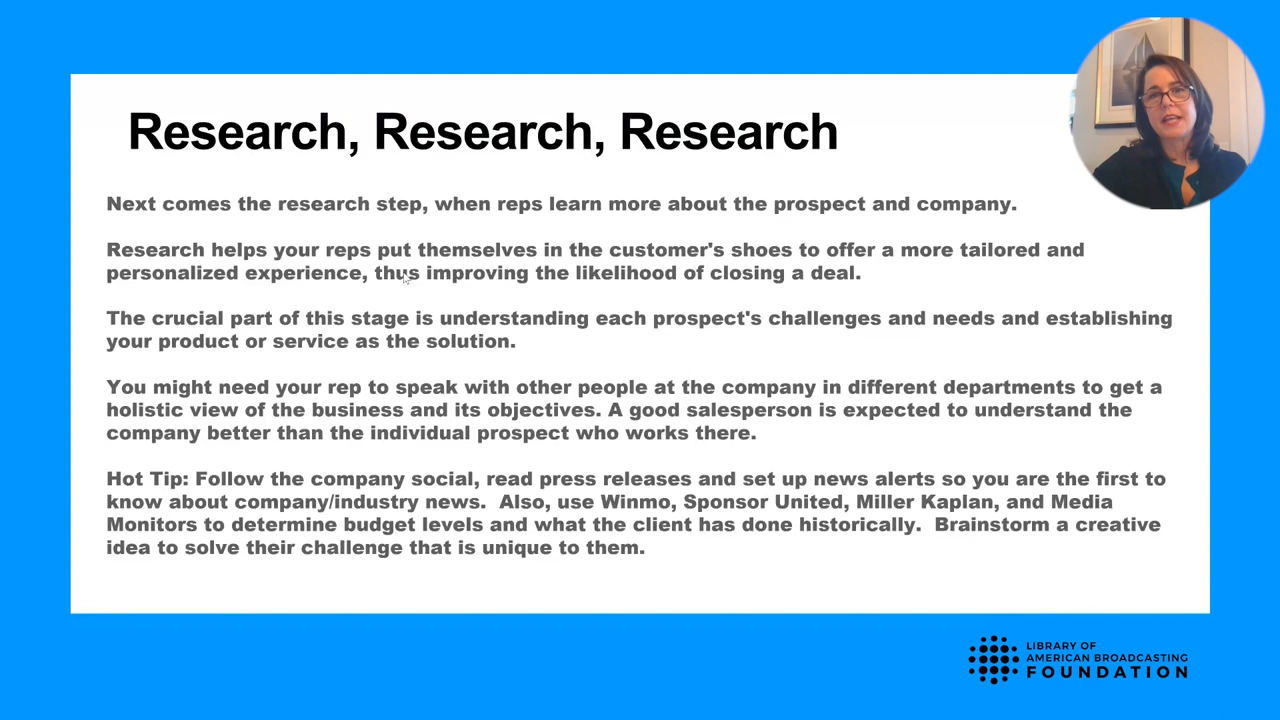 Research, Research, Research
Next comes the research step, when reps learn more about the prospect and company.
Research helps your reps put themselves in the customer's shoes to offer a more tailored and
personalized experience, thus improving the likelihood of closing a deal.
The crucial part of this stage is understanding each prospect's challenges and needs and establishing
your product or service as the solution.
You might need your rep to speak with other people at the company in different departments to get a
holistic view of the business and its objectives. A good salesperson is expected to understand the
company better than the individual prospect who works there.
Hot Tip: Follow the company social, read press releases and set up news alerts so you are the first to
know about company/industry news.  Also, use Winmo, Sponsor United, Miller Kaplan, and Media
Monitors to determine budget levels and what the client has done historically.  Brainstorm a creative
idea to solve their challenge that is unique to them.
LIBRARY OF
AMERICAN BROADCASTING
FOUNDATION